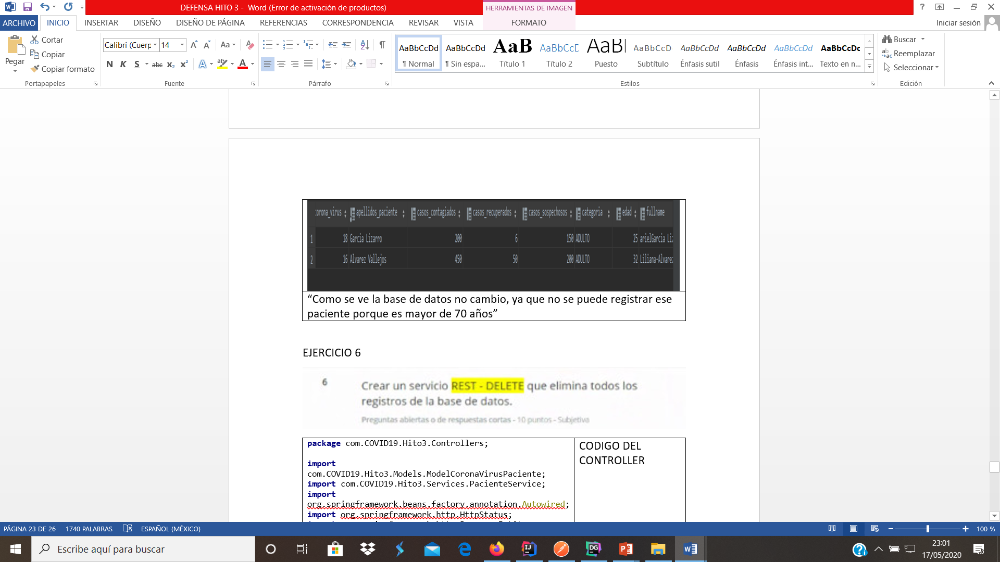 DEFENSA HITO 3 - Word (Error de activación de productos)
HERRAMIENTAS DE IMAGEN
ARCHIVO INICIO INSERTAR DISEÑO DISEÑO DE PÁGINA REFERENCIAS CORRESPONDENCIA REVISAR VISTA FORMATO Iniciar sesión
Pegar
Cortar
Copiar
Copiar formato
Portapapeles
Calibri (Cuerp 14
Fuente
Párrafo
AaBbCcDd AaBbCcDd AaB AaBbCcD AaB AaBbCcD AaBbCcDd AaBbCcDd AaBbCcDd AaBbCcDc
¶ Normal ¶ Sin espa... Título 1 Título 2 Puesto Subtítulo Énfasis sutil Énfasis Énfasis int... Texto en n...
Estilos
Buscar
Reemplazar
Seleccionar
Edición
corona_virus apellidos_paciente casos_contagiados casos_recuperados casos_sospechosos categoria edad fullname
1 18 Garcia Lizarro 200 6 150 ADULTO 25 arielGarcia Liz
2 16 Alvarez Vallejos 450 50 200 ADULTO 32 Liliana-Alvarez
“Como se ve la base de datos no cambio, ya que no se puede registrar ese
paciente porque es mayor de 70 años”
EJERCICIO 6
6 Crear un servicio REST - DELETE que elimina todos los
registros de la base de datos.
Preguntas abiertas o de respuestas cortas - 10 puntos - Subjetiva
package com.COVID19.Hito3.Controllers;
import
com.COVID19.Hito3.Models.ModelCoronaVirusPaciente;
import com.COVID19.Hito3.Services.PacienteService;
import
org.springframework.beans.factory.annotation.Autowired;
import org.springframework.http.HttpStatus;
CODIGO DEL
CONTROLLER
PÁGINA 23 DE 26 1740 PALABRAS ESPAÑOL (MÉXICO) 100 %
Escribe aquí para buscar
23:01
17/05/2020